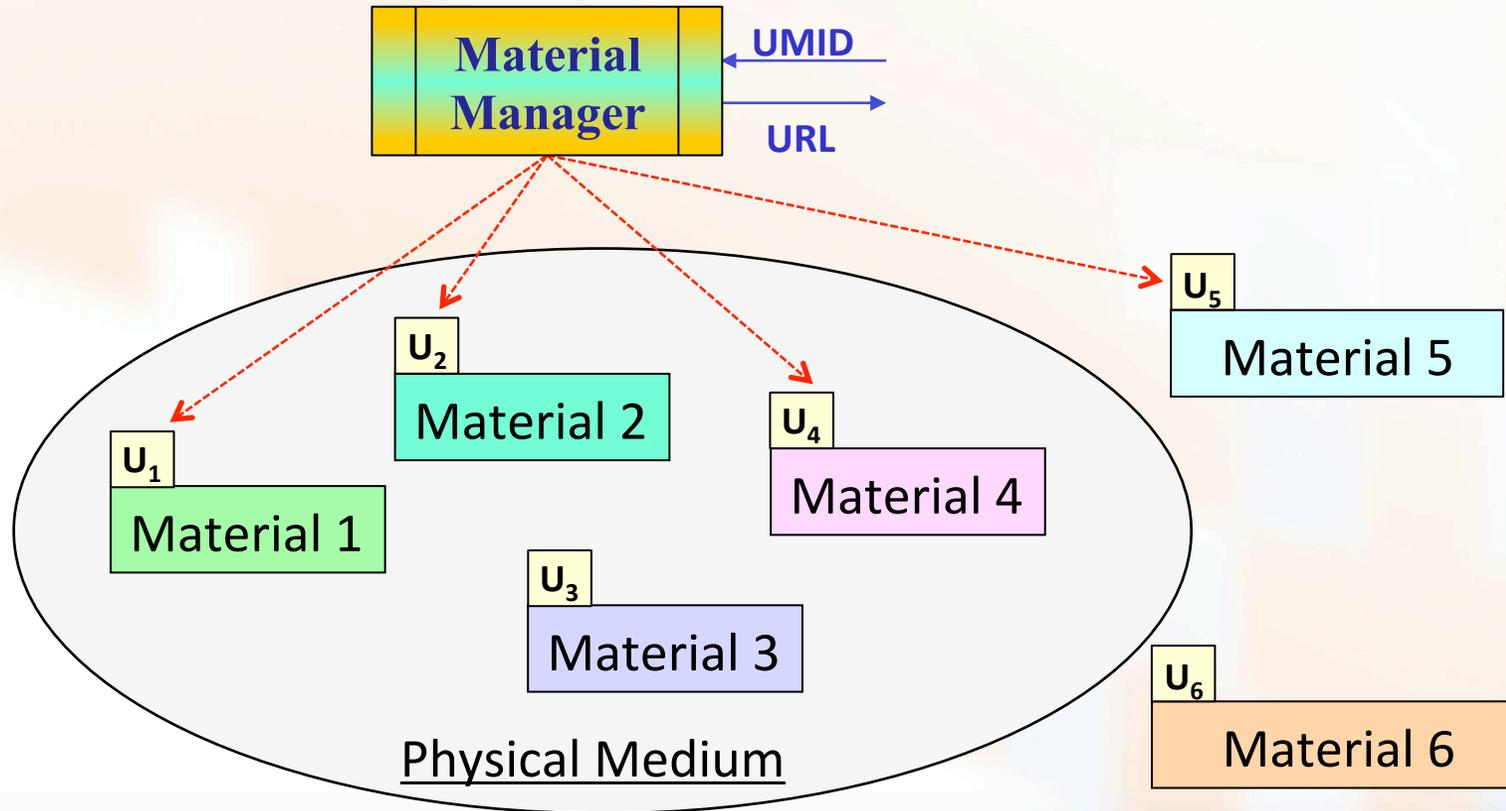 Material
Manager
UMID
URL
U₅
Material 5
U₂
Material 2
U₄
Material 4
U₁
Material 1
U₃
Material 3
U₆
Material 6
Physical Medium